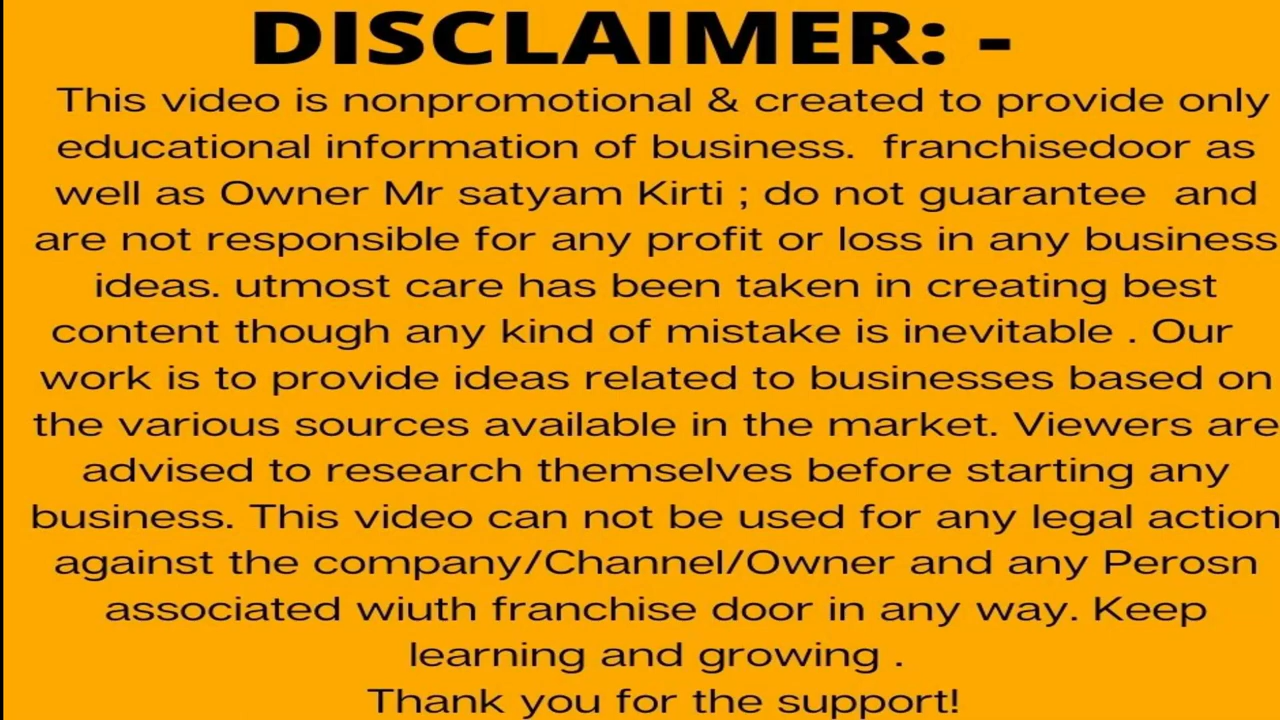 DISCLAIMER: -
This video is nonpromotional & created to provide only
educational information of business. franchisedoor as
well as Owner Mr satyam Kirti ; do not guarantee and
are not responsible for any profit or loss in any business
ideas. utmost care has been taken in creating best
content though any kind of mistake is inevitable . Our
work is to provide ideas related to businesses based on
the various sources available in the market. Viewers are
advised to research themselves before starting any
business. This video can not be used for any legal action
against the company/Channel/Owner and any Perosn
associated wiuth franchise door in any way. Keep
learning and growing .
Thank you for the support!